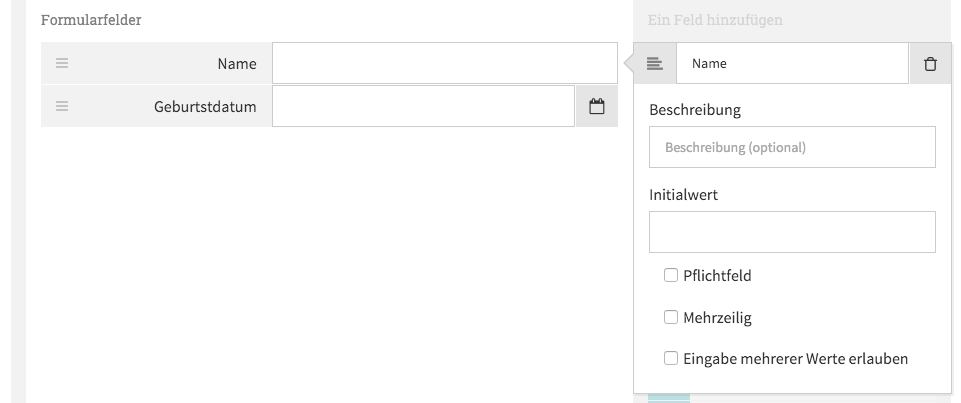 Formularfelder
Ein Feld hinzufügen
Name
Name
Geburtstdatum
Beschreibung
Beschreibung (optional)
Initialwert
Pflichtfeld
Mehrzeilig
Eingabe mehrerer Werte erlauben